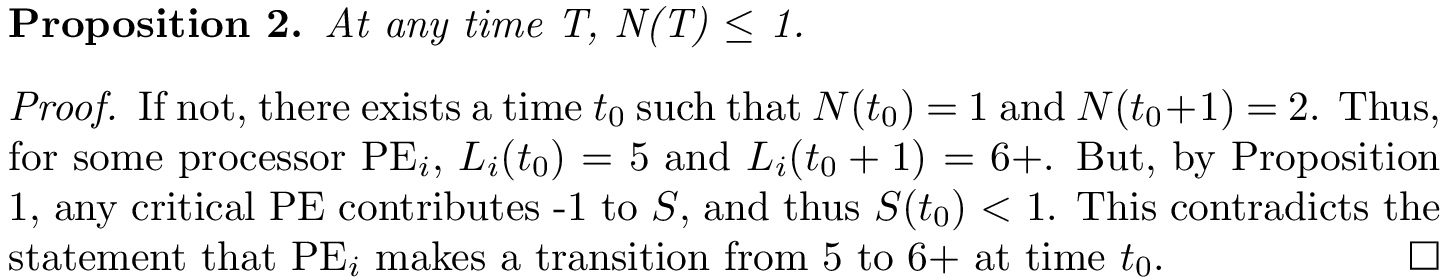 Proposition 2. At any time T, N(T) ≤ 1.
Proof. If not, there exists a time t₀ such that N(t₀) = 1 and N(t₀+1) = 2. Thus,
for some processor PEᵢ, Lᵢ(t₀) = 5 and Lᵢ(t₀ + 1) = 6+. But, by Proposition
1, any critical PE contributes -1 to S, and thus S(t₀) < 1. This contradicts the
statement that PEᵢ makes a transition from 5 to 6+ at time t₀. □